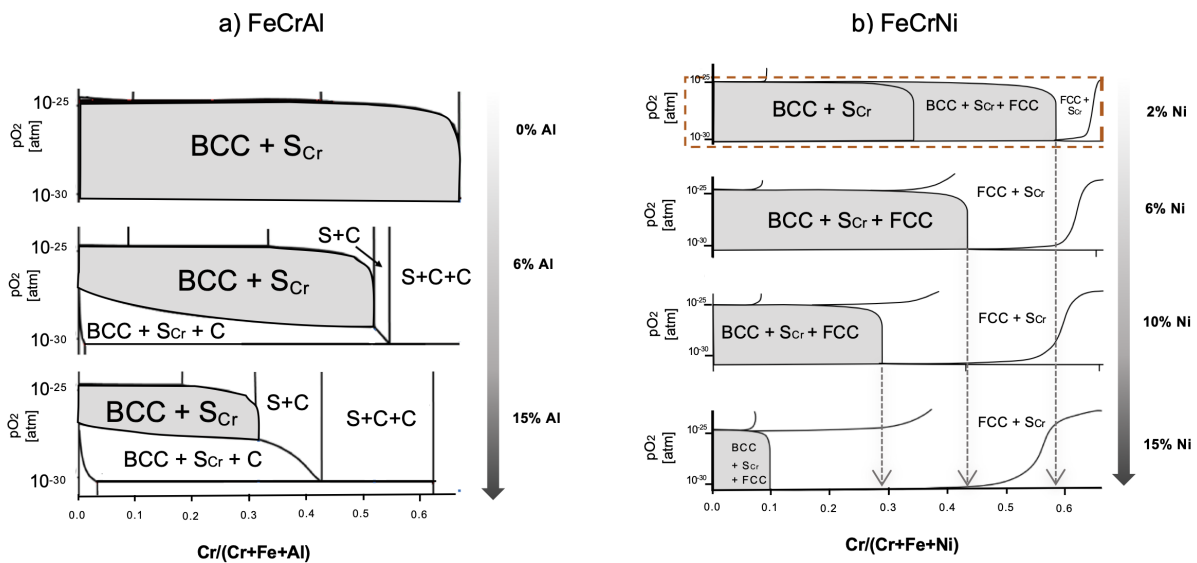 a) FeCrAl
pO2
[atm]
10-25
10-30
BCC + SCr
0% Al
pO2
[atm]
10-25
10-30
BCC + SCr
BCC + SCr + C
S+C
S+C+C
6% Al
pO2
[atm]
10-25
10-30
BCC + SCr
BCC + SCr + C
S+C
S+C+C
15% Al
0.0 0.1 0.2 0.3 0.4 0.5 0.6
Cr/(Cr+Fe+Al)
b) FeCrNi
pO2
[atm]
10-25
10-30
BCC + SCr
BCC + SCr + FCC
FCC +
SCr
2% Ni
pO2
[atm]
10-25
10-30
BCC + SCr + FCC
FCC + SCr
6% Ni
pO2
[atm]
10-25
10-30
BCC + SCr + FCC
FCC + SCr
10% Ni
pO2
[atm]
10-25
10-30
BCC
+ SCr
+ FCC
FCC + SCr
15% Ni
0.0 0.1 0.2 0.3 0.4 0.5 0.6
Cr/(Cr+Fe+Ni)